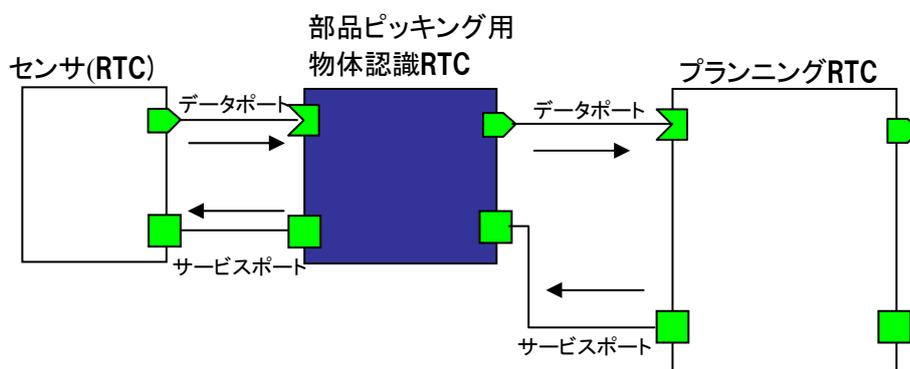 部品ピッキング用
物体認識RTC
センサ(RTC)
プランニングRTC
データポート
データポート
サービスポート
サービスポート